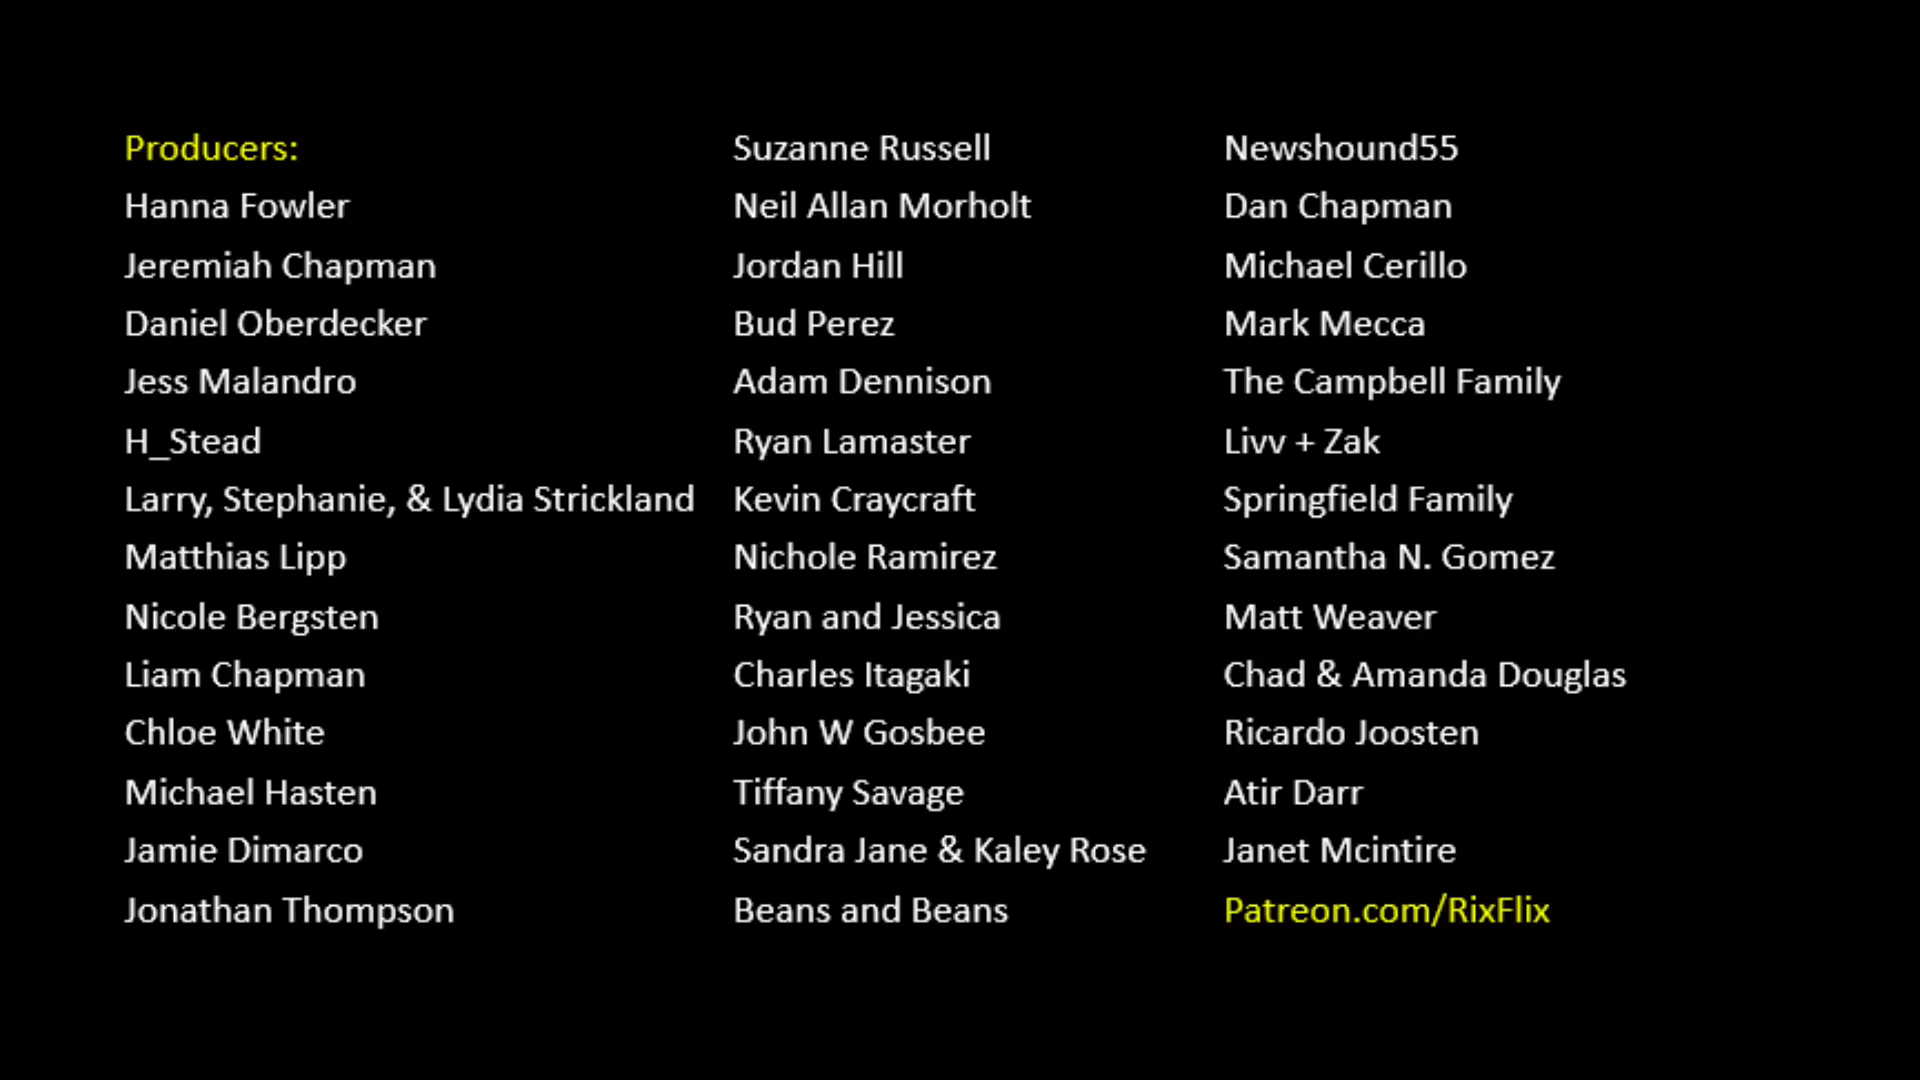 Producers:
Hanna Fowler
Jeremiah Chapman
Daniel Oberdecker
Jess Malandro
H_Stead
Larry, Stephanie, & Lydia Strickland
Matthias Lipp
Nicole Bergsten
Liam Chapman
Chloe White
Michael Hasten
Jamie Dimarco
Jonathan Thompson
Suzanne Russell
Neil Allan Morholt
Jordan Hill
Bud Perez
Adam Dennison
Ryan Lamaster
Kevin Craycraft
Nichole Ramirez
Ryan and Jessica
Charles Itagaki
John W Gosbee
Tiffany Savage
Sandra Jane & Kaley Rose
Beans and Beans
Newshound55
Dan Chapman
Michael Cerillo
Mark Mecca
The Campbell Family
Livv + Zak
Springfield Family
Samantha N. Gomez
Matt Weaver
Chad & Amanda Douglas
Ricardo Joosten
Atir Darr
Janet Mcintire
Patreon.com/RixFlix